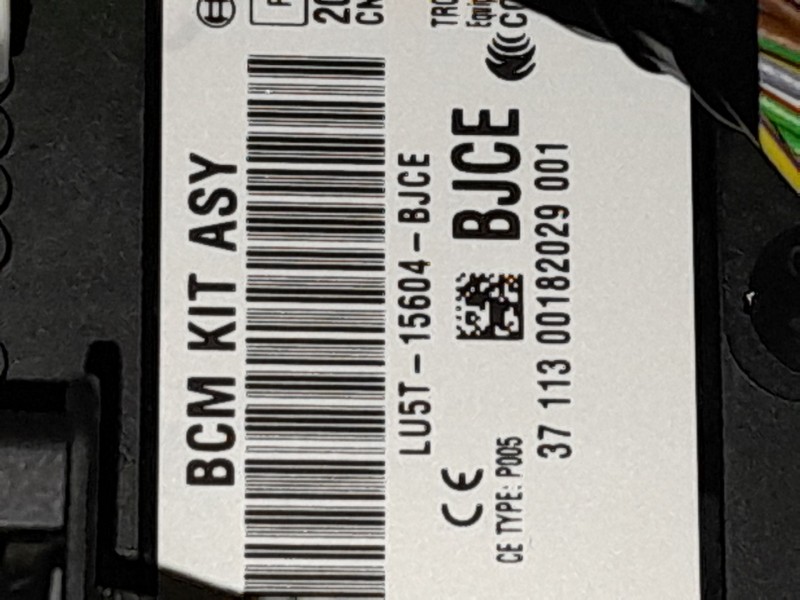 BCM KIT ASY
LU5T-15604-BJCE
BJCE
CE
CE TYPE: P005
37 113 00182029 001